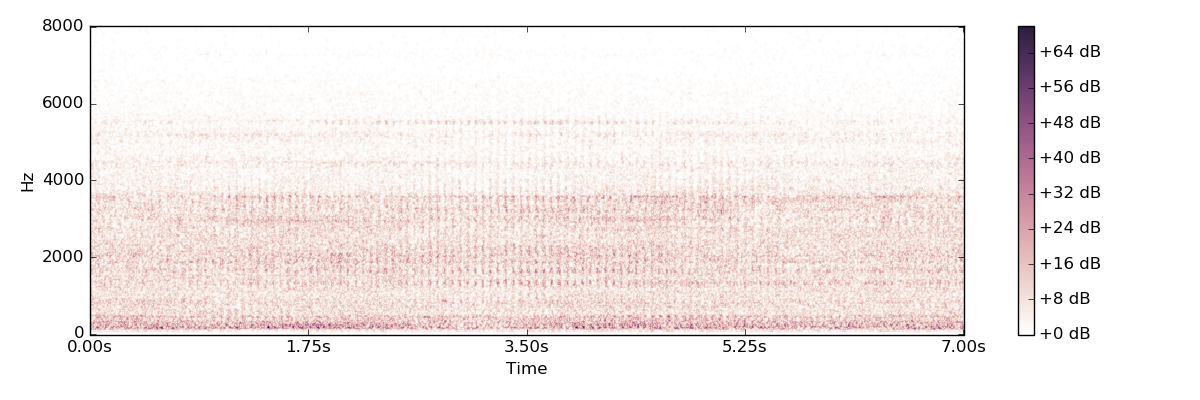 8000
6000
4000
2000
0
Hz
0.00s 1.75s 3.50s 5.25s 7.00s
Time
+64 dB
+56 dB
+48 dB
+40 dB
+32 dB
+24 dB
+16 dB
+8 dB
+0 dB